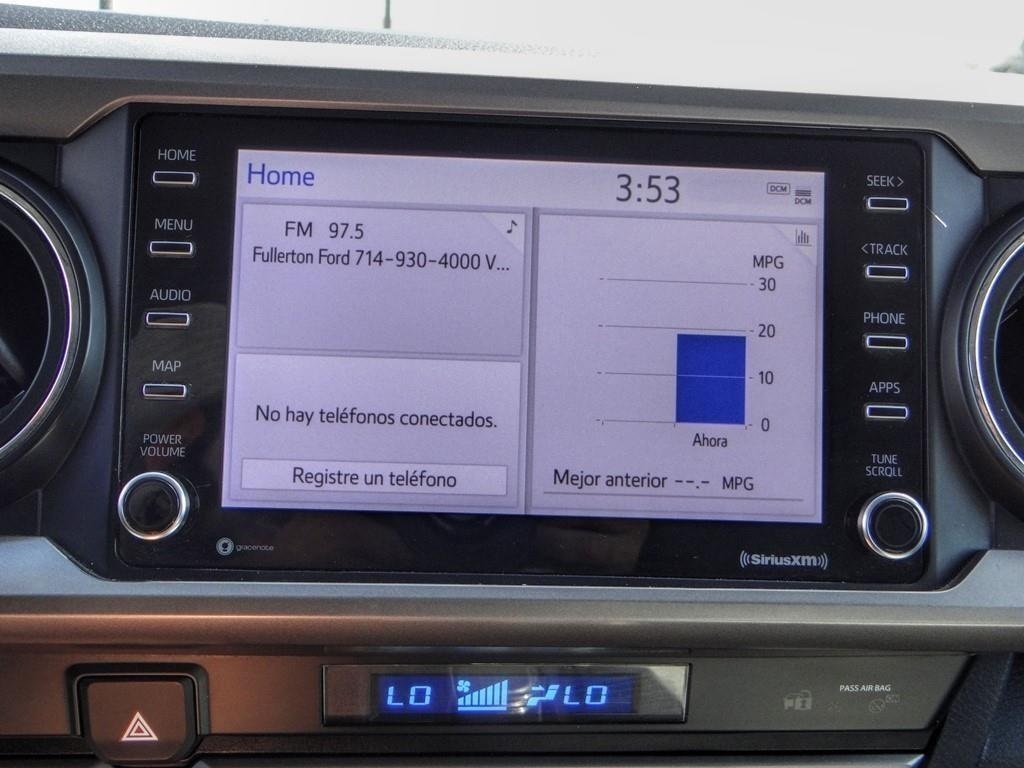 HOME
MENU
AUDIO
MAP
POWER
VOLUME
Home
3:53
DCM
DCM
FM 97.5
Fullerton Ford 714-930-4000 V...
No hay teléfonos conectados.
Registre un teléfono
MPG
30
20
10
0
Ahora
Mejor anterior --.- MPG
SEEK >
< TRACK
PHONE
APPS
TUNE
SCROLL
gracenote
((SiriusXM))
LO LO
PASS AIR BAG